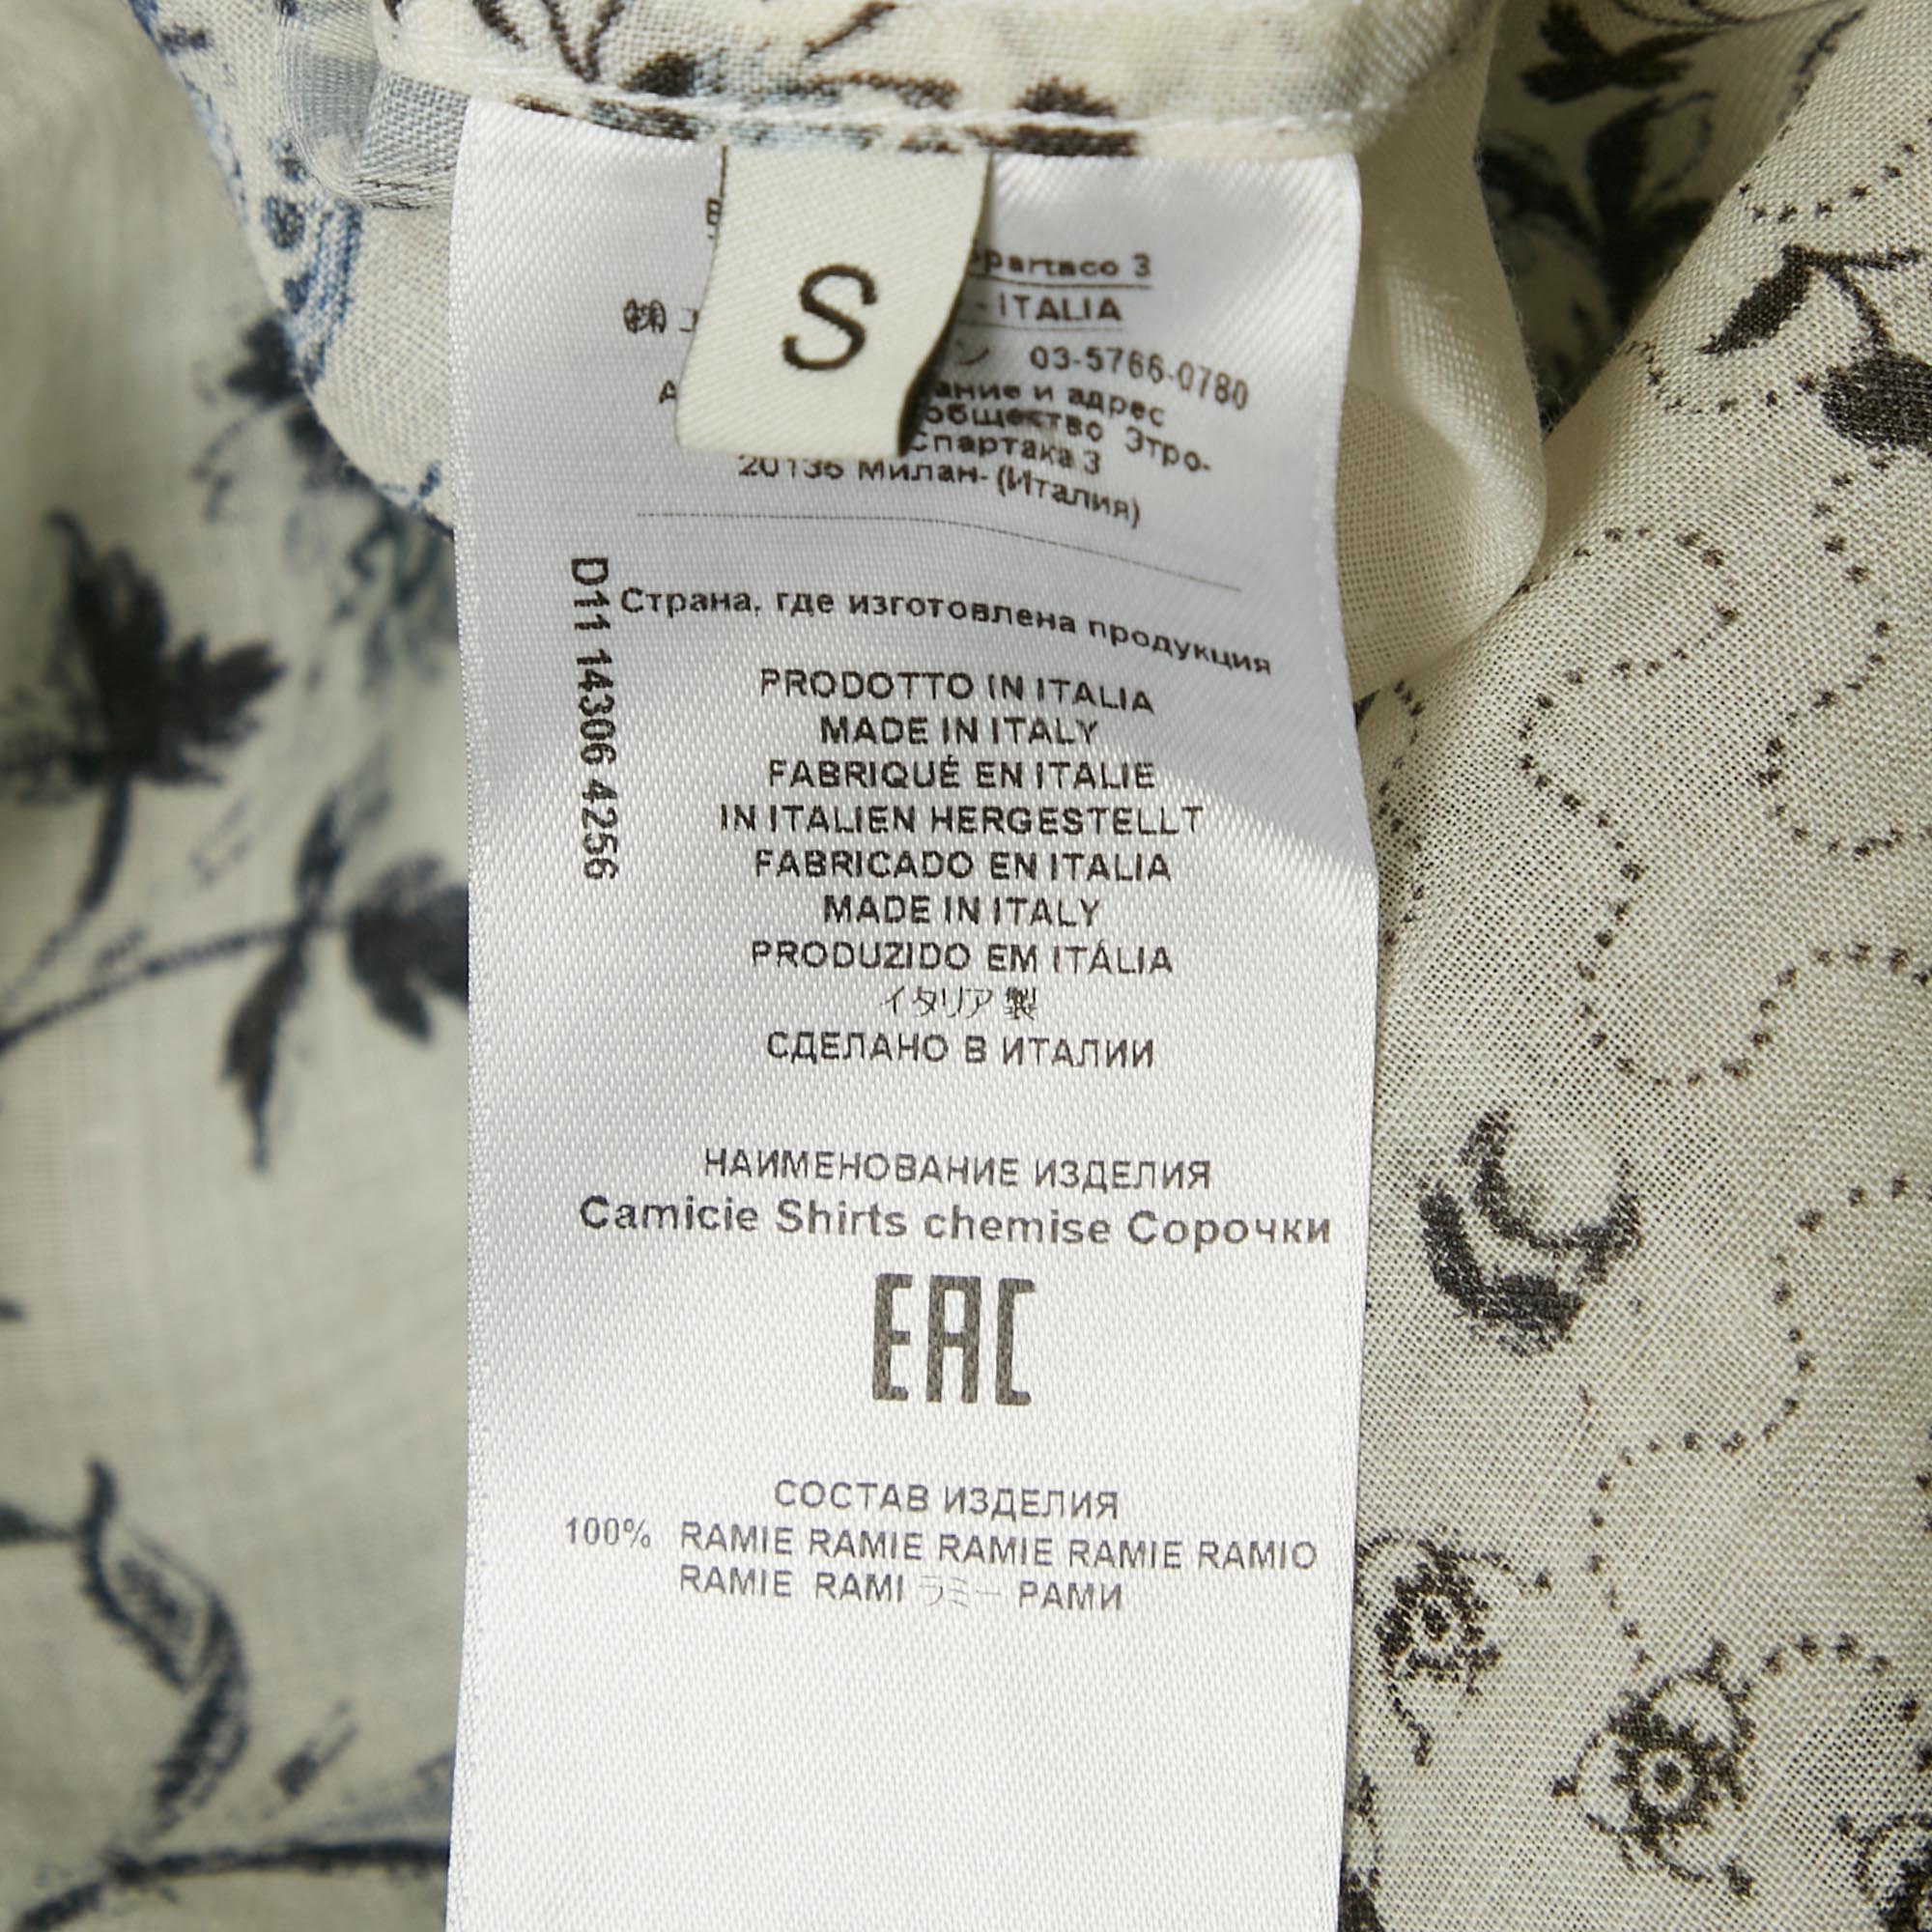 S
partaco 3
- ITALIA
ン 03-5766-0780
ание и адрес
общество Этро-
Спартака 3
20136 Милан- (Италия)
D11 14306 4256
Страна, где изготовлена продукция
PRODOTTO IN ITALIA
MADE IN ITALY
FABRIQUÉ EN ITALIE
IN ITALIEN HERGESTELLT
FABRICADO EN ITALIA
MADE IN ITALY
PRODUZIDO EM ITÁLIA
イタリア製
СДЕЛАНО В ИТАЛИИ
НАИМЕНОВАНИЕ ИЗДЕЛИЯ
Camicie Shirts chemise Сорочки
EAC
СОСТАВ ИЗДЕЛИЯ
100% RAMIE RAMIE RAMIE RAMIE RAMIO
RAMIE RAMI ラミー РАМИ